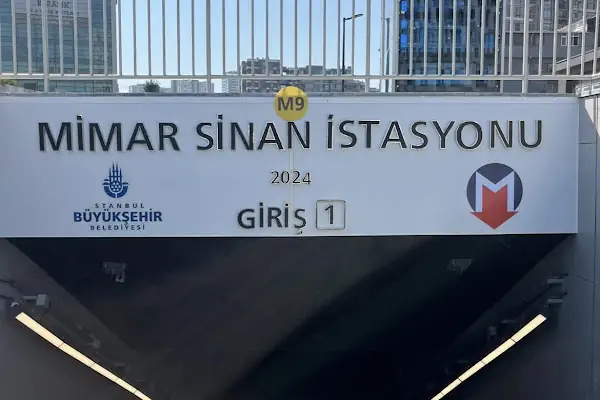 M9
MİMAR SİNAN İSTASYONU
2024
İSTANBUL
BÜYÜKŞEHİR
BELEDİYESİ
GİRİŞ 1
M